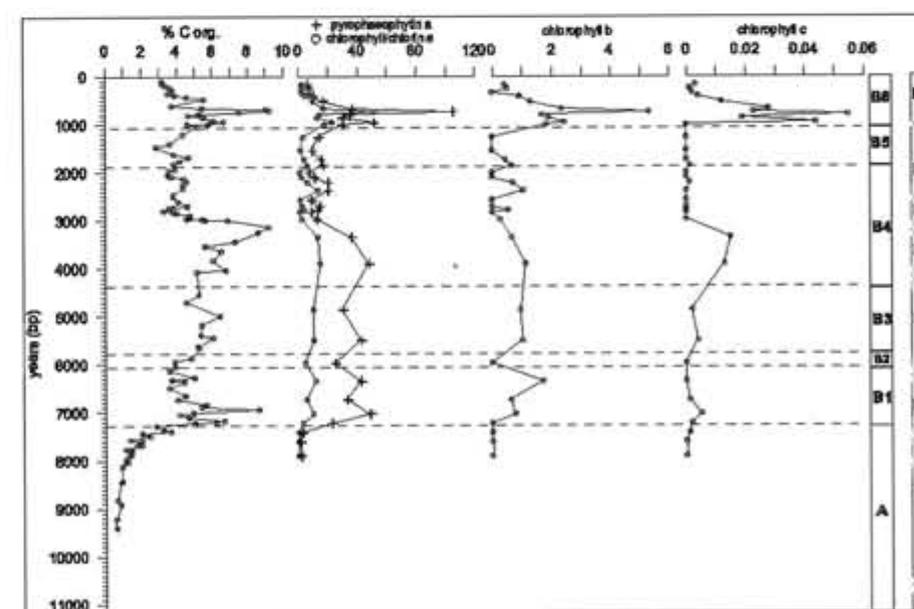 + pyrophaeophytin a
% C org. o chlorophyll/chlorin e chlorophyll b chlorophyll c
0 2 4 6 8 10 0 40 80 120 2 4 6 0 0.02 0.04 0.06
0
B6
1000
B5
2000
3000
B4
4000
5000
B3
B2
6000
B1
7000
8000
9000
A
10000
11000
years (bp)